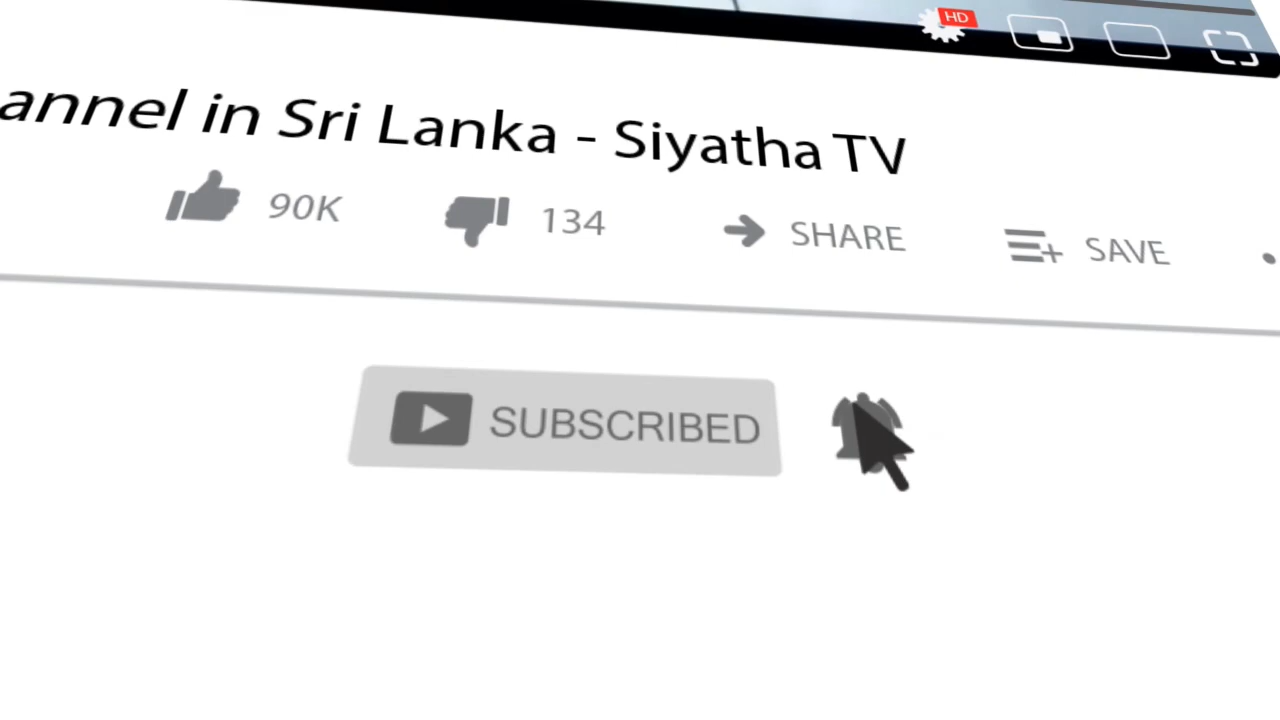 HD
annel in Sri Lanka - Siyatha TV
90K 134 SHARE SAVE
SUBSCRIBED